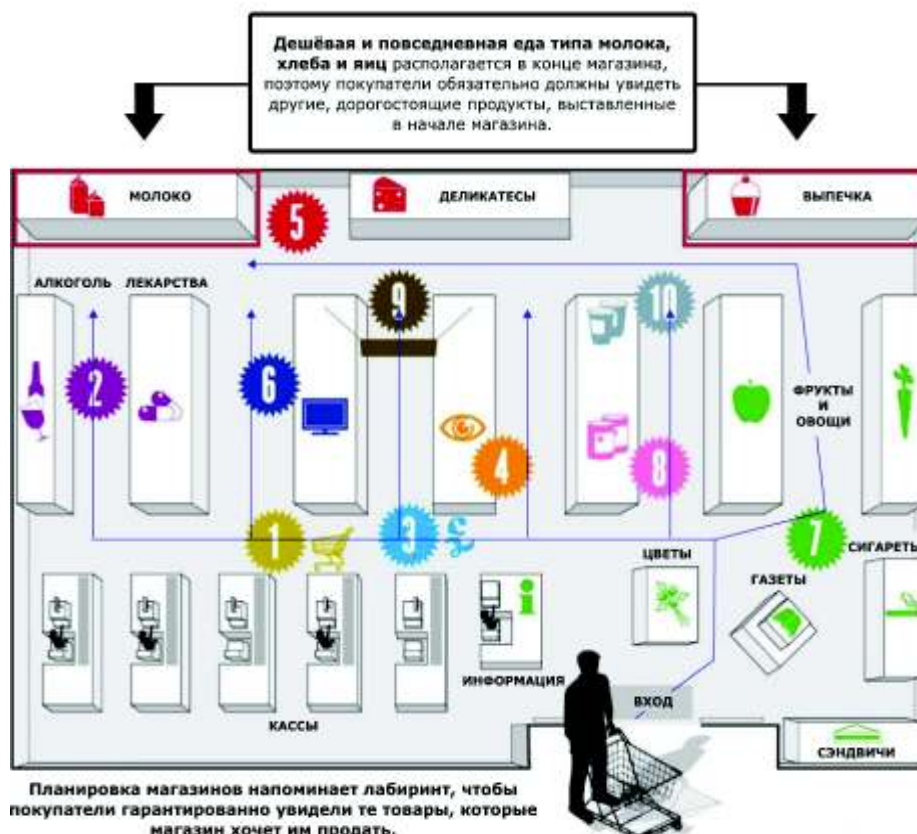 Дешёвая и повседневная еда типа молока,
хлеба и яиц располагается в конце магазина,
поэтому покупатели обязательно должны увидеть
другие, дорогостоящие продукты, выставленные
в начале магазина.
МОЛОКО
ДЕЛИКАТЕСЫ
ВЫПЕЧКА
5
АЛКОГОЛЬ
ЛЕКАРСТВА
9
10
2
6
ФРУКТЫ
И
ОВОЩИ
4
8
1
3
£
7
ЦВЕТЫ
СИГАРЕТЫ
ГАЗЕТЫ
i
ИНФОРМАЦИЯ
ВХОД
КАССЫ
СЭНДВИЧИ
Планировка магазинов напоминает лабиринт, чтобы
покупатели гарантированно увидели те товары, которые
магазин хочет им продать.